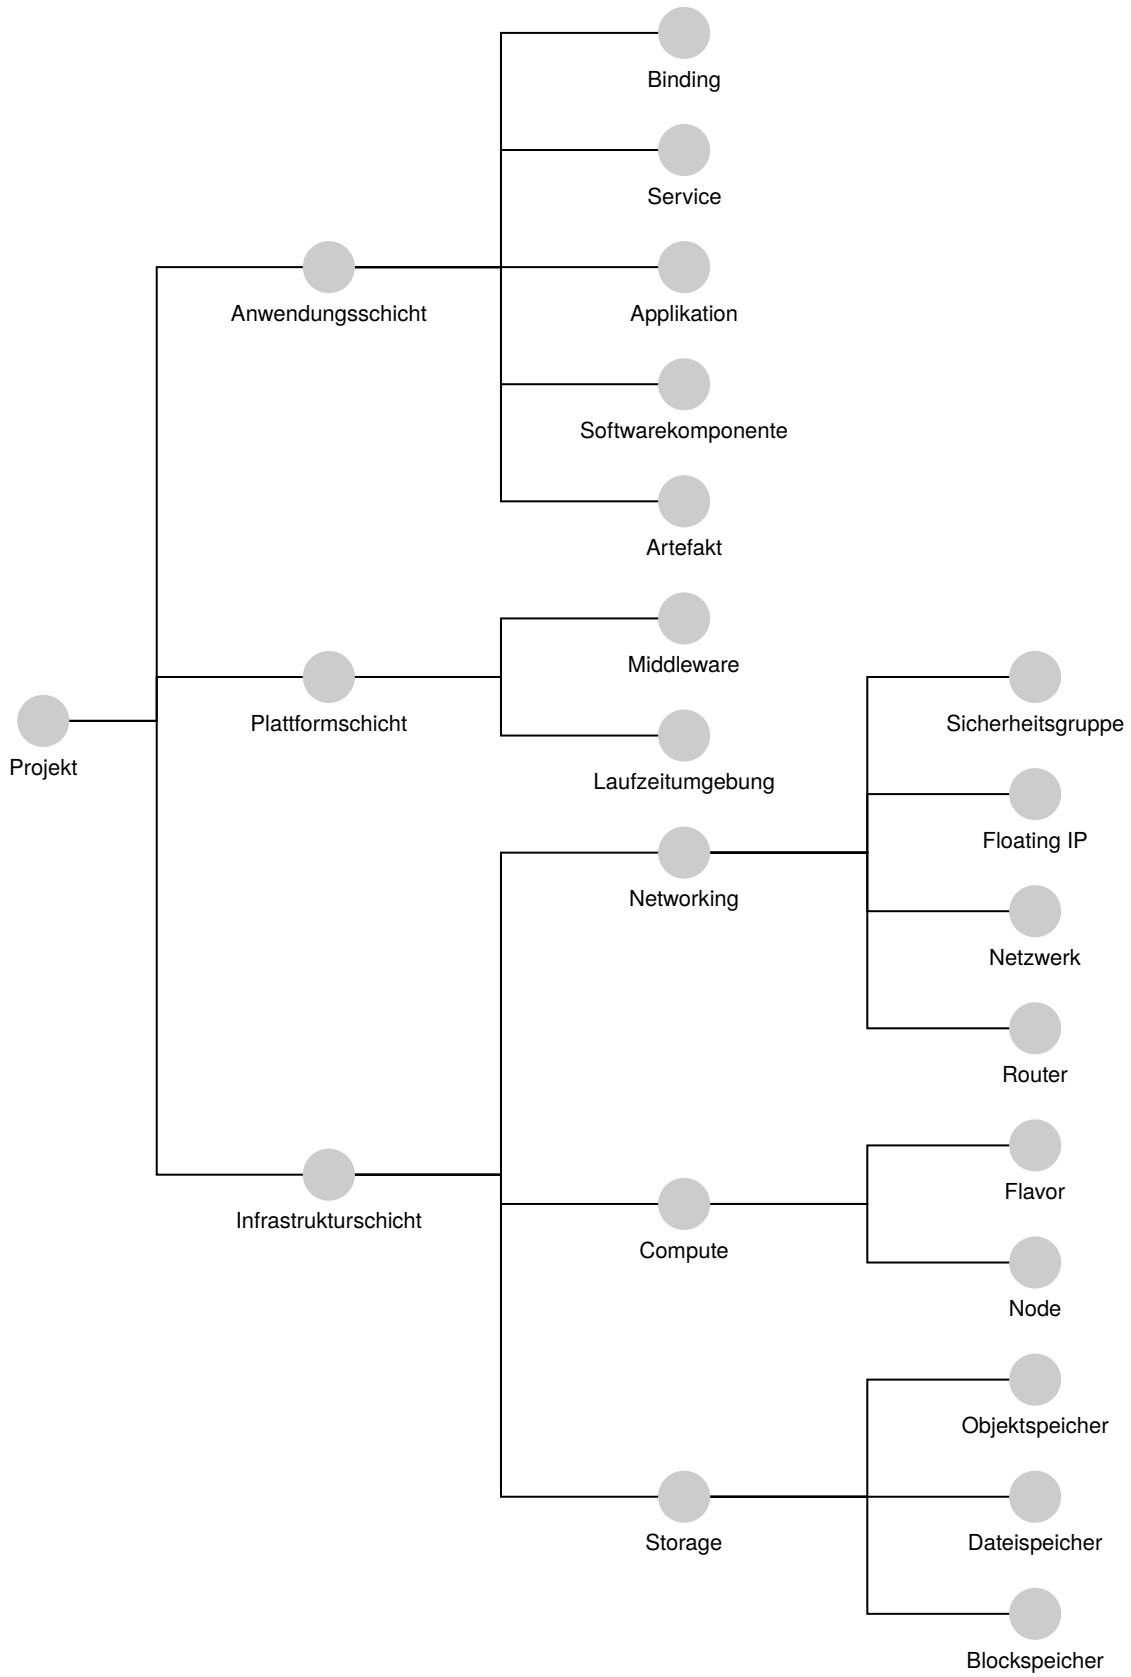 Binding
Service
Anwendungsschicht
Applikation
Softwarekomponente
Artefakt
Middleware
Plattformschicht
Sicherheitsgruppe
Projekt
Laufzeitumgebung
Floating IP
Networking
Netzwerk
Router
Flavor
Infrastrukturschicht
Compute
Node
Objektspeicher
Storage
Dateispeicher
Blockspeicher